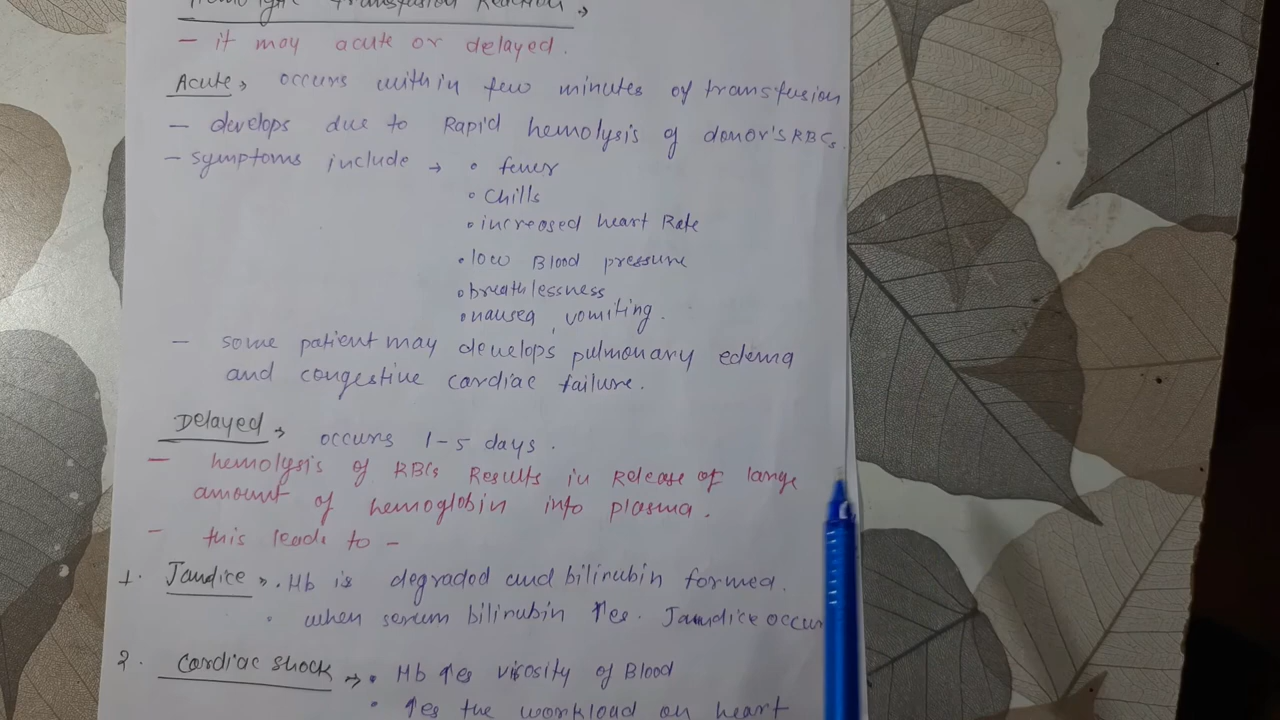 Hemolytic Transfusion Reaction →
- it may acute or delayed.
Acute → occurs within few minutes of transfusion
- develops due to Rapid hemolysis of donor's RBCs.
- symptoms include → • fever
• Chills
• increased heart Rate
• low Blood pressure
• breathlessness
• nausea, vomiting.
- some patient may develops pulmonary edema
and congestive cardiac failure.
Delayed → occurs 1-5 days.
- hemolysis of RBCs Results in Release of large
amount of hemoglobin into plasma.
- this leads to -
1. Jandice → • Hb is degraded and bilirubin formed.
• when serum bilirubin ↑es. Jaundice occur
2. Cardiac shock → • Hb ↑es viscosity of Blood
• ↑es the workload on heart